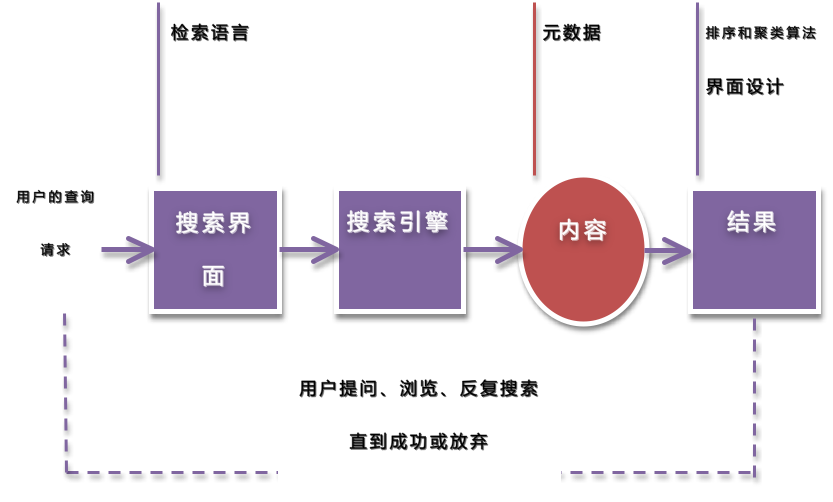 检索语言
元数据
排序和聚类算法
界面设计
用户的查询
请求
搜索界
面
搜索引擎
内容
结果
用户提问、浏览、反复搜索
直到成功或放弃